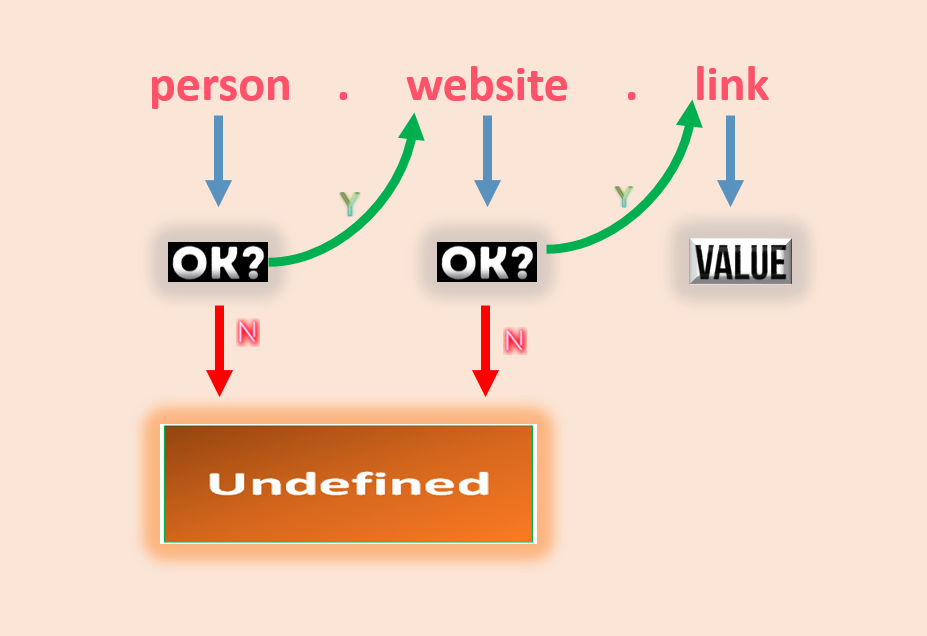 person . website . link
Y
Y
OK?
OK?
VALUE
N
N
Undefined